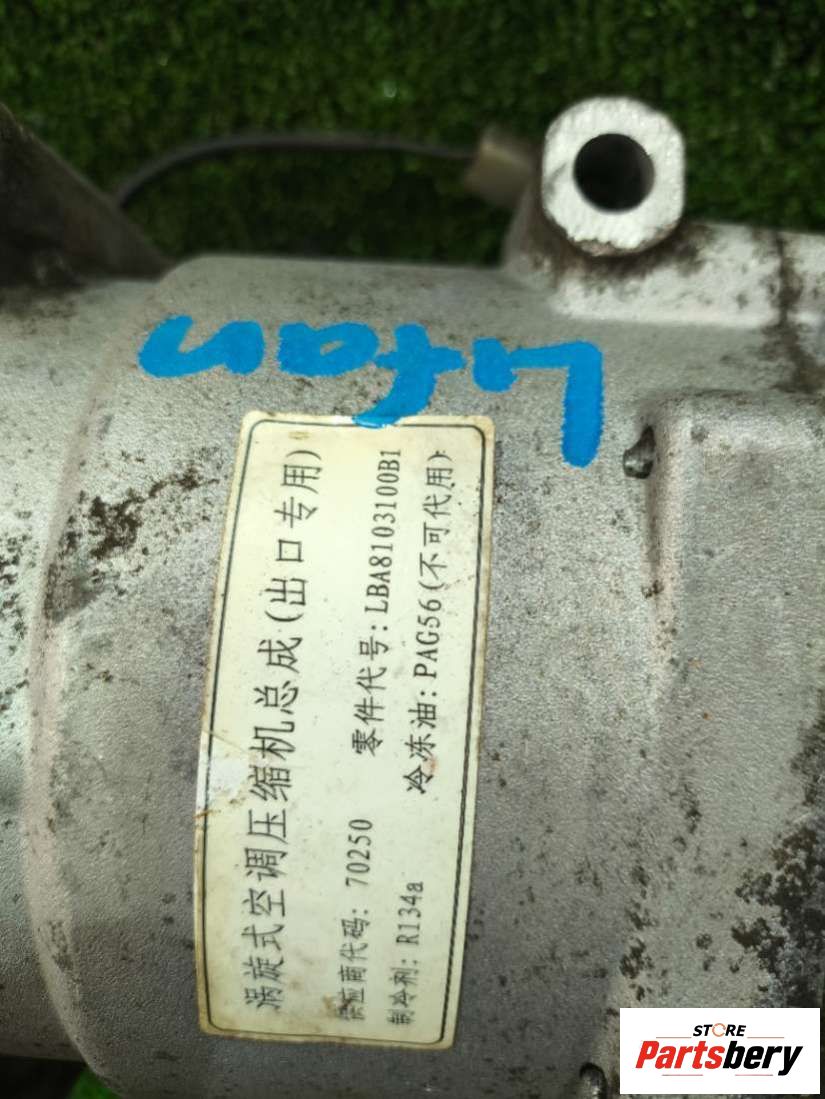 Lifan
涡旋式空调压缩机总成(出口专用)
供应商代码: 70250 零件代号: LBA8103100B1
制冷剂: R134a 冷冻油: PAG56(不可代用)
STORE
Partsbery